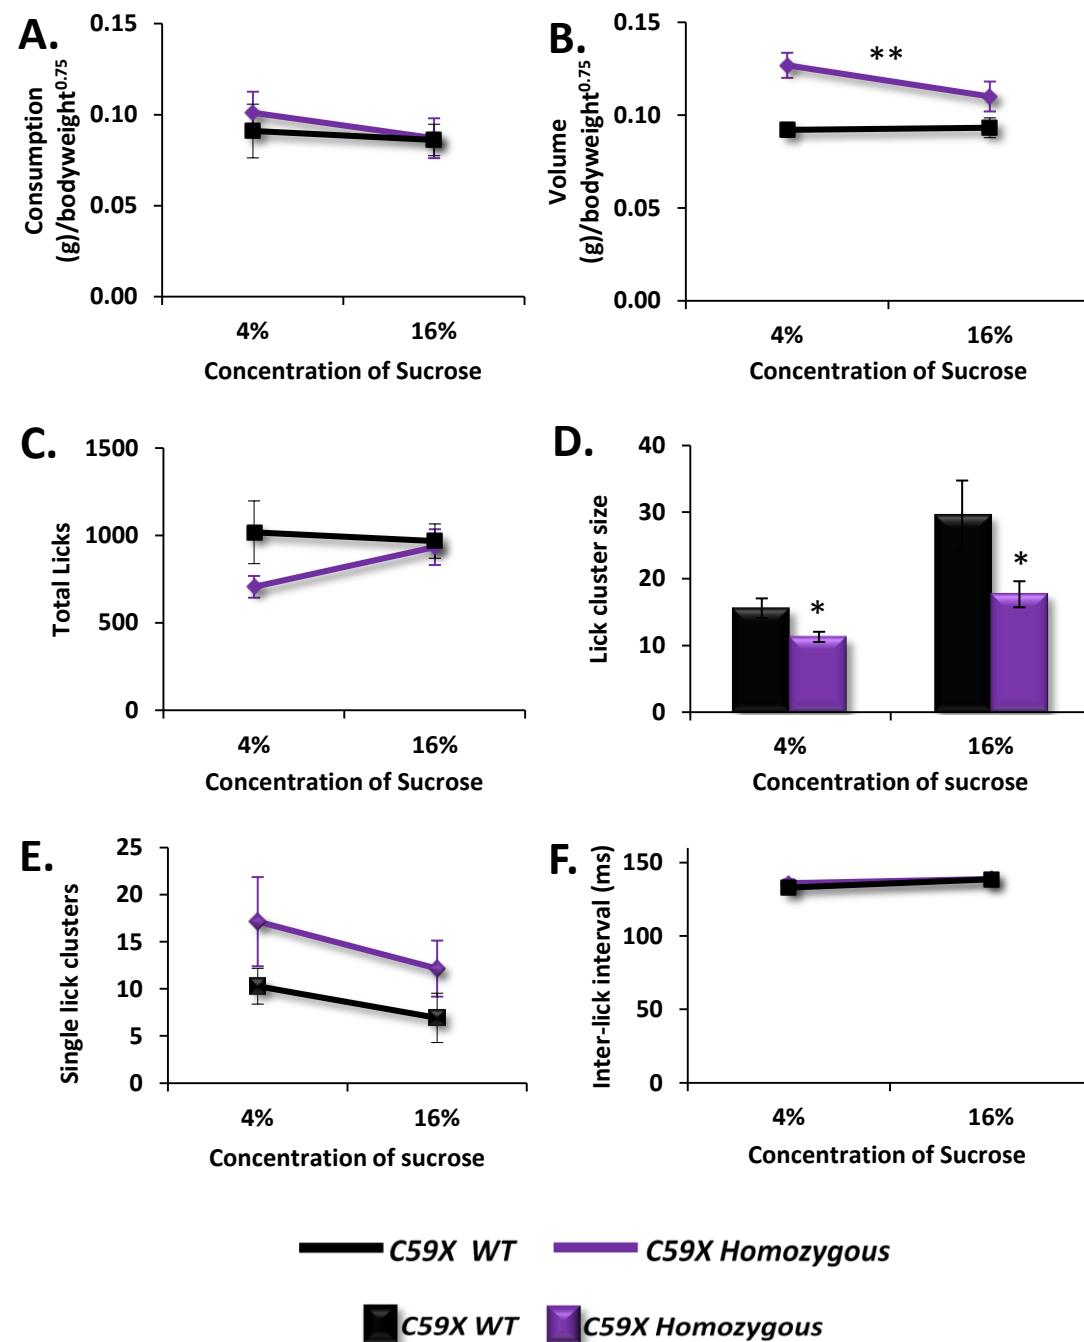 A.
Consumption
(g)/bodyweight0.75
0.15
0.10
0.05
0.00
4% 16%
Concentration of Sucrose
B.
Volume
(g)/bodyweight0.75
0.15
0.10
0.05
0.00
**
4% 16%
Concentration of Sucrose
C.
Total Licks
1500
1000
500
0
4% 16%
Concentration of Sucrose
D.
Lick cluster size
40
30
20
10
0
* *
4% 16%
Concentration of sucrose
E.
Single lick clusters
25
20
15
10
5
0
4% 16%
Concentration of sucrose
F.
Inter-lick interval (ms)
150
100
50
0
4% 16%
Concentration of Sucrose
C59X WT C59X Homozygous
C59X WT C59X Homozygous